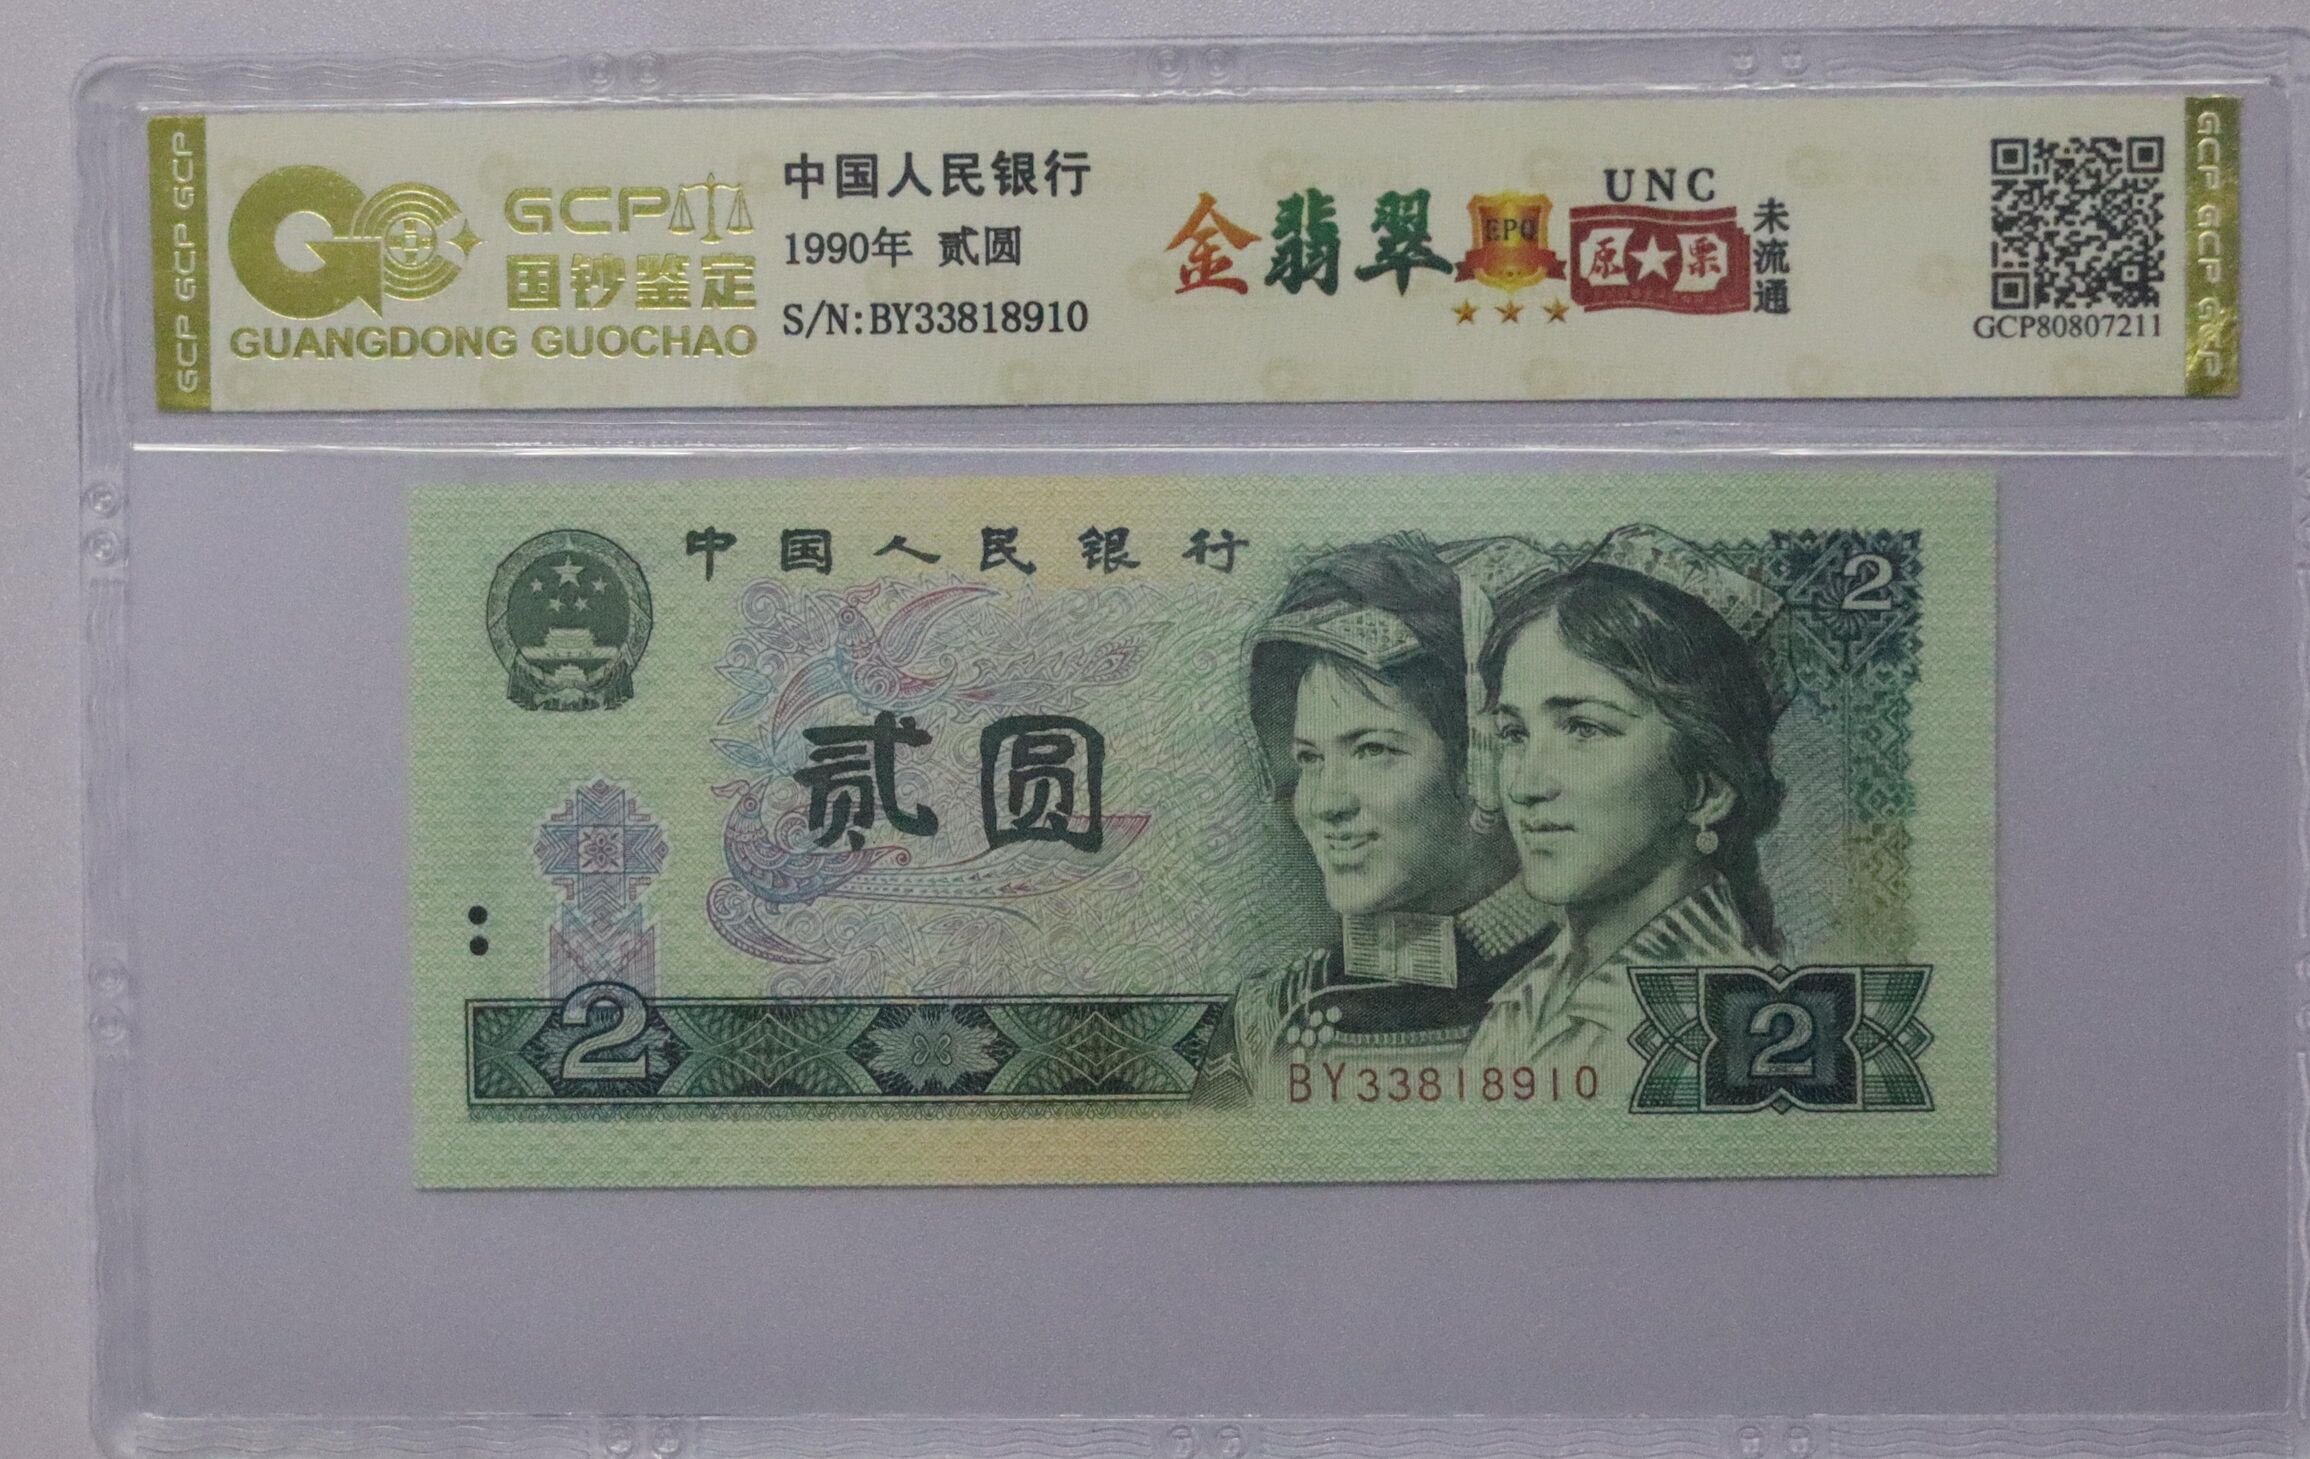 GCP GCP GCP
GCP
国钞鉴定
GUANGDONG GUOCHAO
中国人民银行
1990年 贰圆
S/N:BY33818910
金翡翠
EPQ
UNC
原票
未流通
GCP80807211
GCP GCP GCP
中国人民银行
2
贰圆
2
BY33818910
2